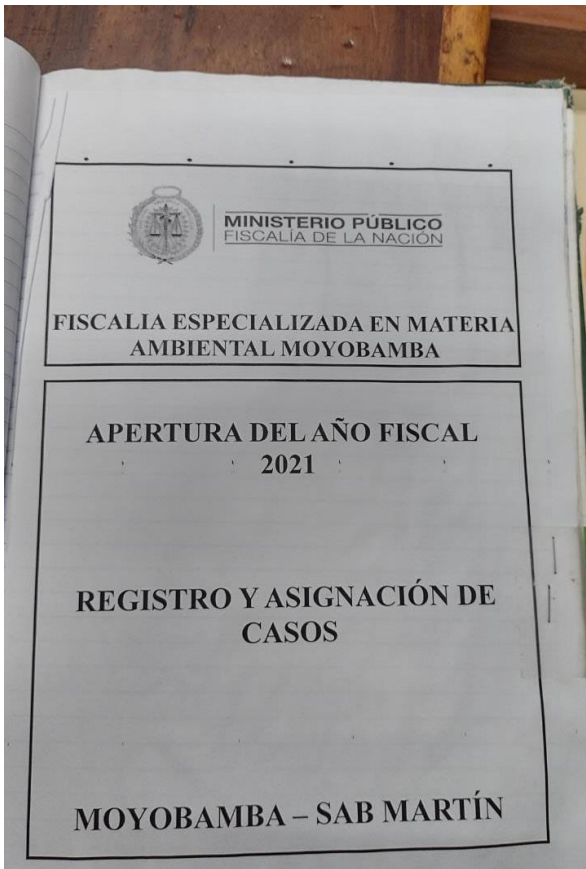 MINISTERIO PÚBLICO
FISCALÍA DE LA NACIÓN
FISCALIA ESPECIALIZADA EN MATERIA
AMBIENTAL MOYOBAMBA
APERTURA DEL AÑO FISCAL
2021
REGISTRO Y ASIGNACIÓN DE
CASOS
MOYOBAMBA – SAB MARTÍN